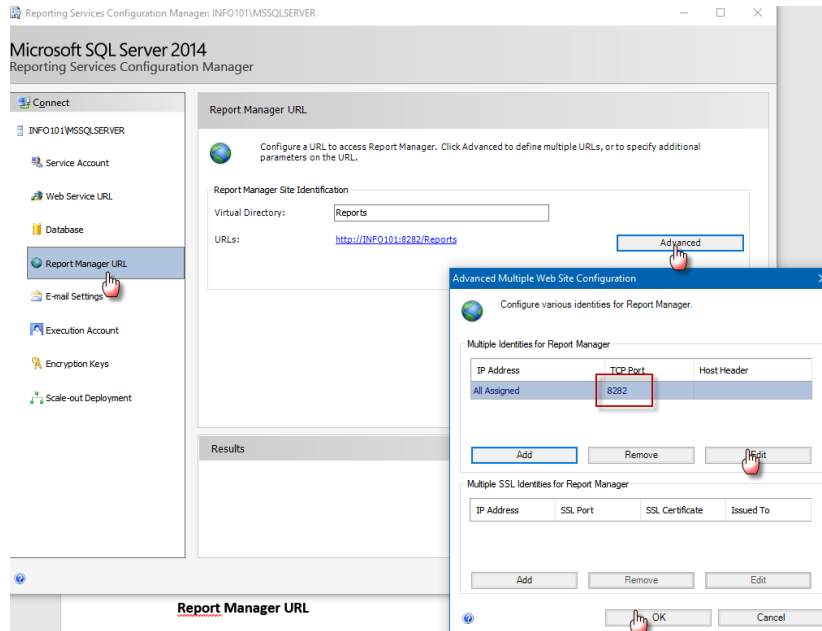 Reporting Services Configuration Manager: INFO101\MSSQLSERVER
Microsoft SQL Server 2014
Reporting Services Configuration Manager
Connect
INFO101\MSSQLSERVER
Service Account
Web Service URL
Database
Report Manager URL
E-mail Settings
Execution Account
Encryption Keys
Scale-out Deployment
Report Manager URL
Configure a URL to access Report Manager. Click Advanced to define multiple URLs, or to specify additional
parameters on the URL.
Report Manager Site Identification
Virtual Directory: Reports
URLs: http://INFO101:8282/Reports
Advanced
Results
Advanced Multiple Web Site Configuration
Configure various identities for Report Manager.
Multiple Identities for Report Manager
IP Address TCP Port Host Header
All Assigned 8282
Add Remove Edit
Multiple SSL Identities for Report Manager
IP Address SSL Port SSL Certificate Issued To
Add Remove Edit
OK Cancel
Report Manager URL